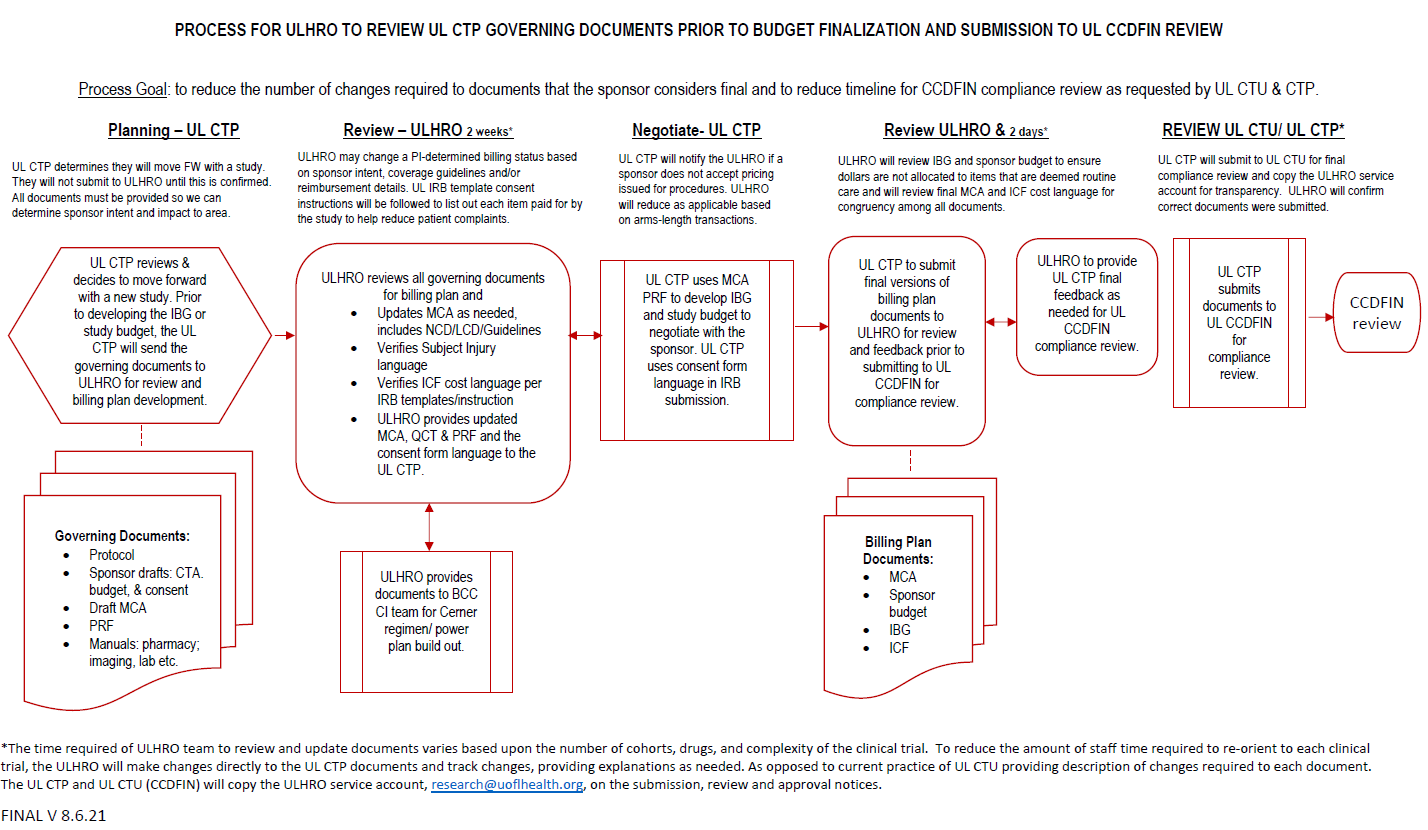 PROCESS FOR ULHRO TO REVIEW UL CTP GOVERNING DOCUMENTS PRIOR TO BUDGET FINALIZATION AND SUBMISSION TO UL CCDFIN REVIEW
Process Goal: to reduce the number of changes required to documents that the sponsor considers final and to reduce timeline for CCDFIN compliance review as requested by UL CTU & CTP.
Planning – UL CTP
UL CTP determines they will move FW with a study.
They will not submit to ULHRO until this is confirmed.
All documents must be provided so we can
determine sponsor intent and impact to area.
Review – ULHRO 2 weeks*
ULHRO may change a PI-determined billing status based
on sponsor intent, coverage guidelines and/or
reimbursement details. UL IRB template consent
instructions will be followed to list out each item paid for by
the study to help reduce patient complaints.
Negotiate- UL CTP
UL CTP will notify the ULHRO if a
sponsor does not accept pricing
issued for procedures. ULHRO
will reduce as applicable based
on arms-length transactions.
Review ULHRO & 2 days*
ULHRO will review IBG and sponsor budget to ensure
dollars are not allocated to items that are deemed routine
care and will review final MCA and ICF cost language for
congruency among all documents.
REVIEW UL CTU/ UL CTP*
UL CTP will submit to UL CTU for final
compliance review and copy the ULHRO service
account for transparency. ULHRO will confirm
correct documents were submitted.
UL CTP reviews &
decides to move forward
with a new study. Prior
to developing the IBG or
study budget, the UL
CTP will send the
governing documents to
ULHRO for review and
billing plan development.
ULHRO reviews all governing documents
for billing plan and
• Updates MCA as needed,
includes NCD/LCD/Guidelines
• Verifies Subject Injury
language
• Verifies ICF cost language per
IRB templates/instruction
• ULHRO provides updated
MCA, QCT & PRF and the
consent form language to the
UL CTP.
UL CTP uses MCA
PRF to develop IBG
and study budget to
negotiate with the
sponsor. UL CTP
uses consent form
language in IRB
submission.
UL CTP to submit
final versions of
billing plan
documents to
ULHRO for review
and feedback prior to
submitting to UL
CCDFIN for
compliance review.
ULHRO to provide
UL CTP final
feedback as
needed for UL
CCDFIN
compliance review.
UL CTP
submits
documents to
UL CCDFIN
for
compliance
review.
CCDFIN
review
Governing Documents:
• Protocol
• Sponsor drafts: CTA.
budget, & consent
• Draft MCA
• PRF
• Manuals: pharmacy;
imaging, lab etc.
ULHRO provides
documents to BCC
CI team for Cerner
regimen/ power
plan build out.
Billing Plan
Documents:
• MCA
• Sponsor
budget
• IBG
• ICF
*The time required of ULHRO team to review and update documents varies based upon the number of cohorts, drugs, and complexity of the clinical trial. To reduce the amount of staff time required to re-orient to each clinical
trial, the ULHRO will make changes directly to the UL CTP documents and track changes, providing explanations as needed. As opposed to current practice of UL CTU providing description of changes required to each document.
The UL CTP and UL CTU (CCDFIN) will copy the ULHRO service account, research@uoflhealth.org, on the submission, review and approval notices.
FINAL V 8.6.21